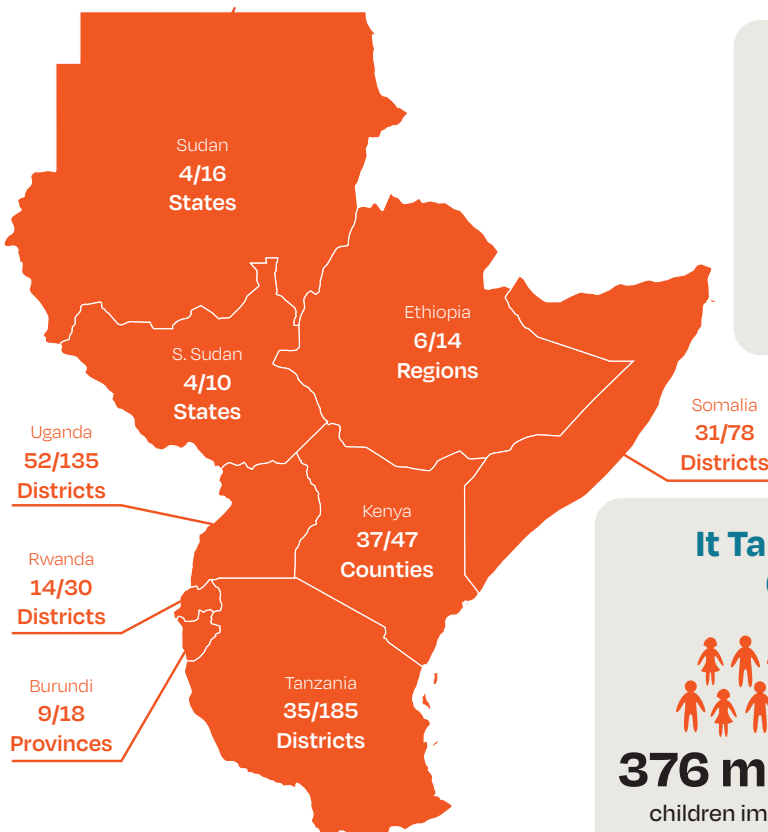 Sudan
4/16
States
Ethiopia
6/14
Regions
S. Sudan
4/10
States
Somalia
31/78
Districts
Uganda
52/135
Districts
Kenya
37/47
Counties
Rwanda
14/30
Districts
Burundi
9/18
Provinces
Tanzania
35/185
Districts
It Ta
376 m
children im